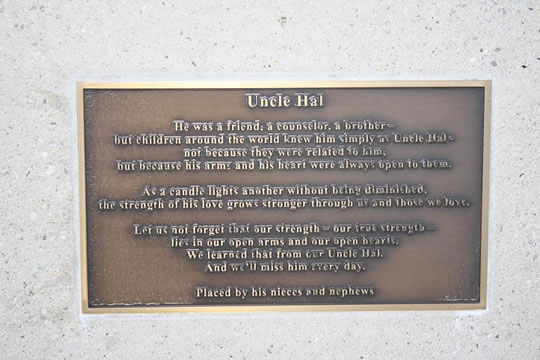 Uncle Hal
He was a friend, a counselor, a brother –
but children around the world knew him simply as Uncle Hal –
not because they were related to him,
but because his arms and his heart were always open to them.
As a candle lights another without being diminished,
the strength of his love grows stronger through us and those we love.
Let us not forget that our strength – our true strength –
lies in our open arms and our open hearts.
We learned that from our Uncle Hal.
And we'll miss him every day.
Placed by his nieces and nephews